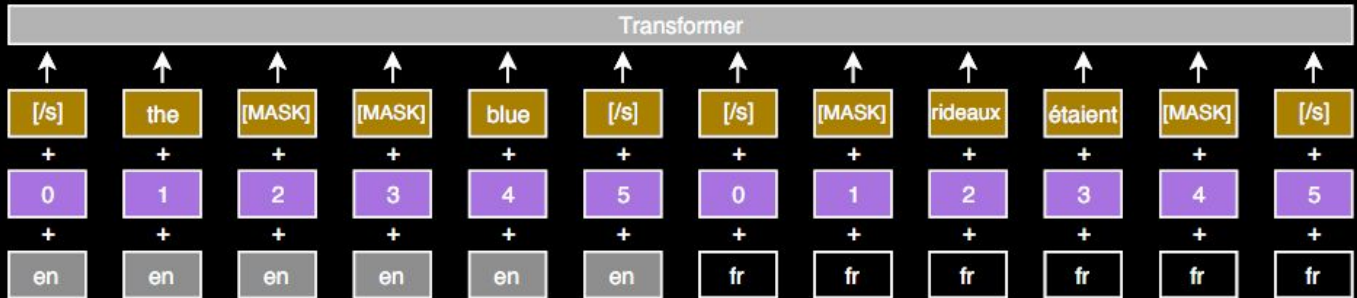 Transformer
[/s] the [MASK] [MASK] blue [/s] [/s] [MASK] rideaux étaient [MASK] [/s]
+ + + + + + + + + + + +
0 1 2 3 4 5 0 1 2 3 4 5
+ + + + + + + + + + + +
en en en en en en fr fr fr fr fr fr